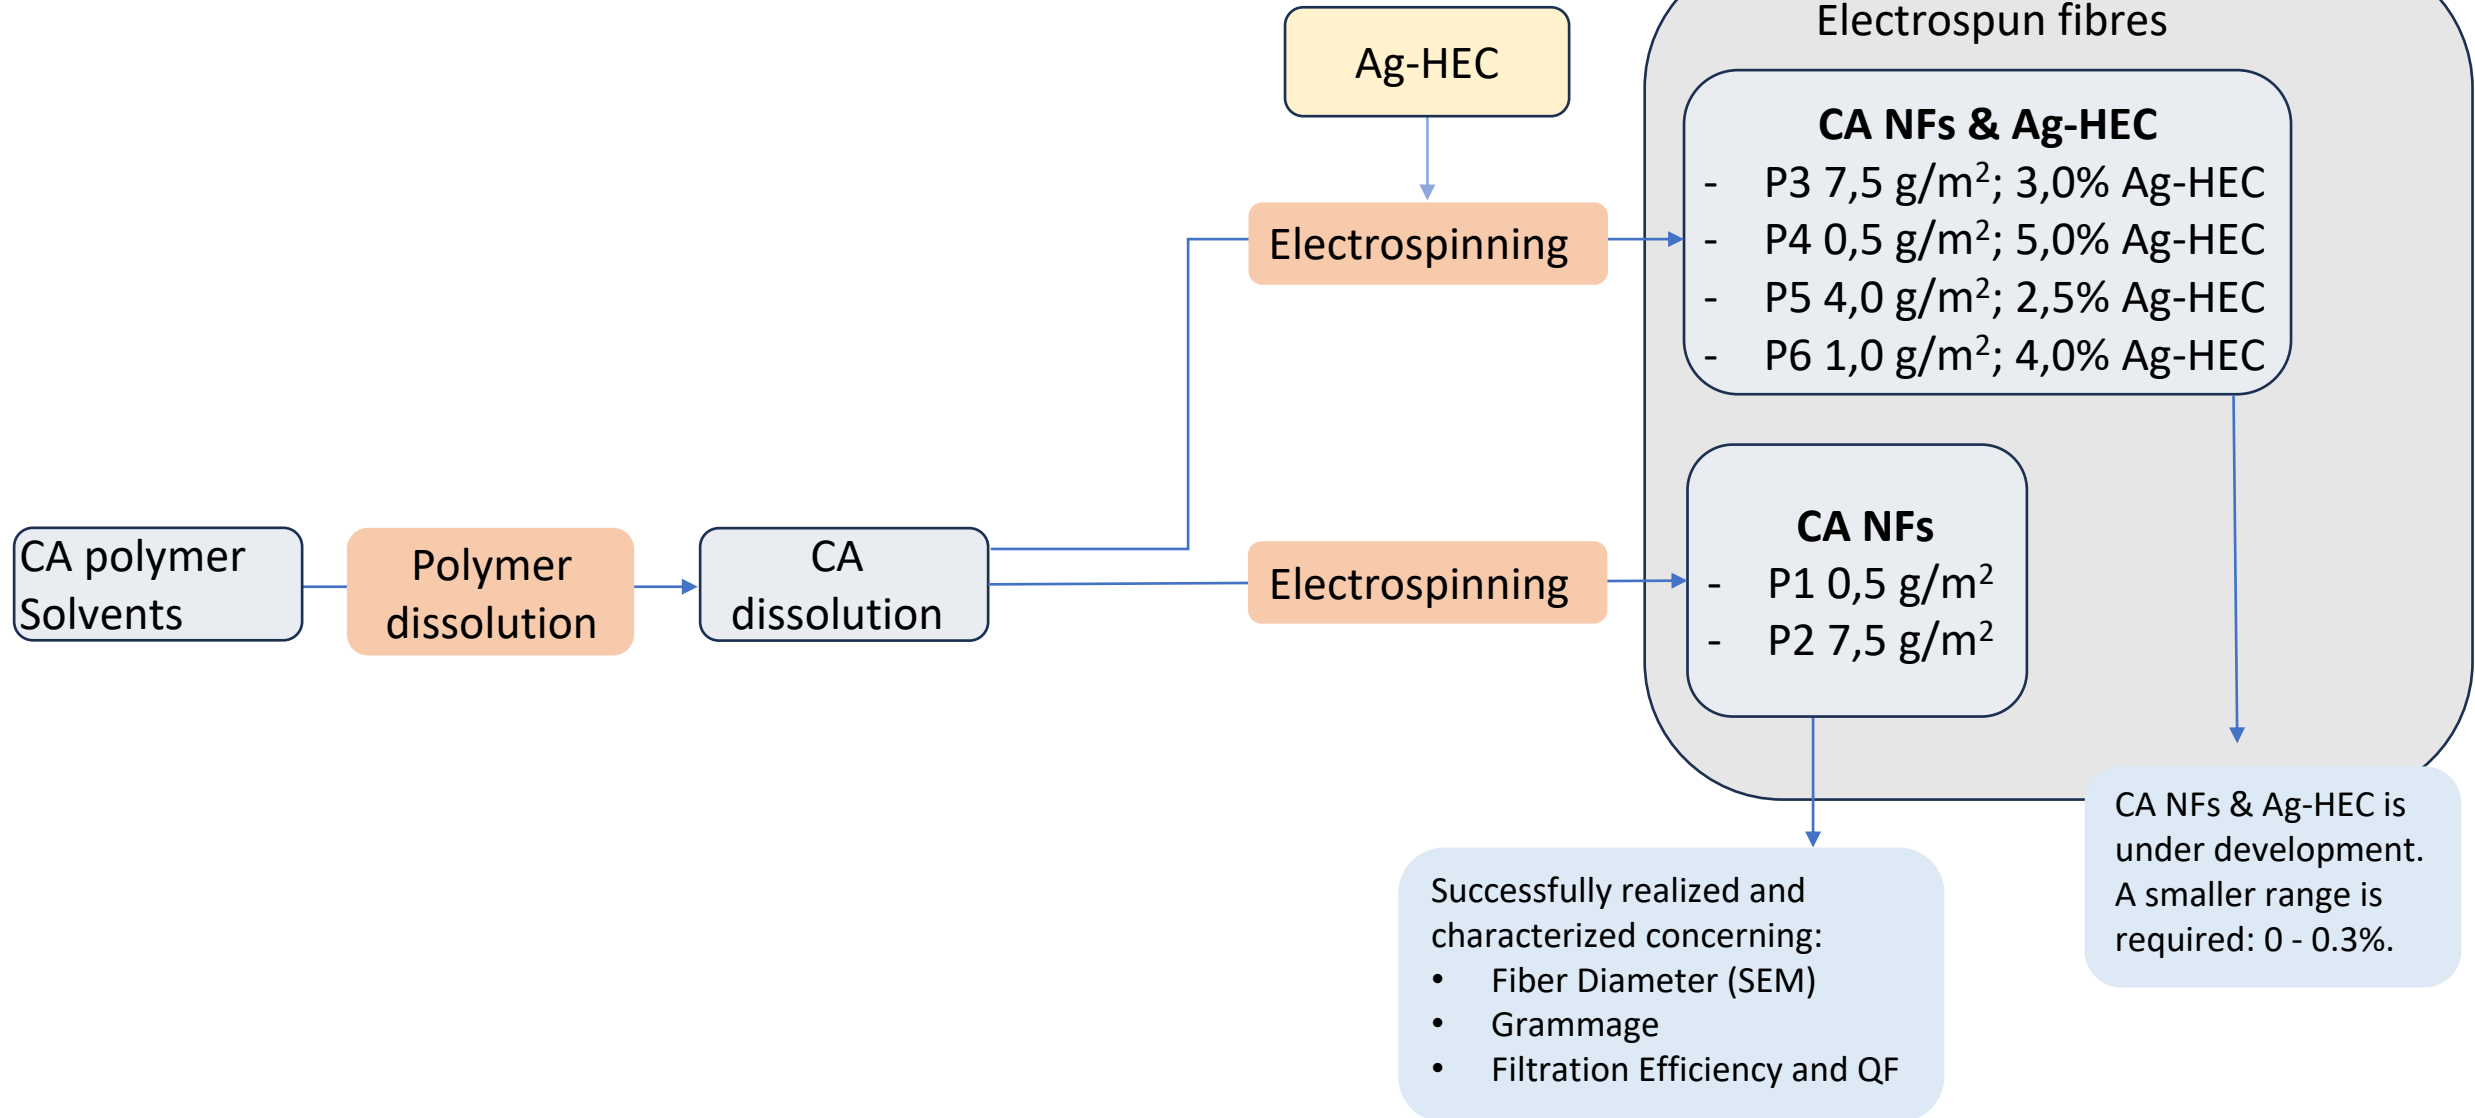 Electrospun fibres
Ag-HEC
CA NFs & Ag-HEC
- P3 7,5 g/m²; 3,0% Ag-HEC
- P4 0,5 g/m²; 5,0% Ag-HEC
- P5 4,0 g/m²; 2,5% Ag-HEC
- P6 1,0 g/m²; 4,0% Ag-HEC
Electrospinning
CA polymer
Solvents
Polymer
dissolution
CA
dissolution
Electrospinning
CA NFs
- P1 0,5 g/m²
- P2 7,5 g/m²
CA NFs & Ag-HEC is
under development.
A smaller range is
required: 0 - 0.3%.
Successfully realized and
characterized concerning:
• Fiber Diameter (SEM)
• Grammage
• Filtration Efficiency and QF